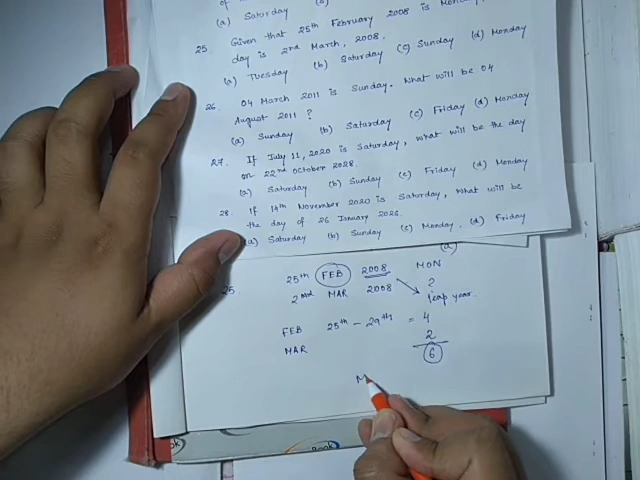 (a) Saturday
25. Given that 25th February 2008 is Monday,
day is 2nd March, 2008.
(a) Tuesday (b) Saturday (c) Sunday (d) Monday
26. 04 March 2011 is Sunday. What will be 04
August 2011 ?
(a) Sunday (b) Saturday (c) Friday (d) Monday
27. If July 11, 2020 is Saturday, what will be the day
on 22nd October 2028.
(a) Saturday (b) Sunday (c) Friday (d) Monday
28. If 14th November 2020 is Saturday, what will be
the day of 26 January 2026.
(a) Saturday (b) Sunday (c) Monday (d) Friday
(d)
25. 25th FEB 2008 MON
2nd MAR 2008 ?
leap year.
FEB 25th - 29th = 4
MAR 2
6
M
Book